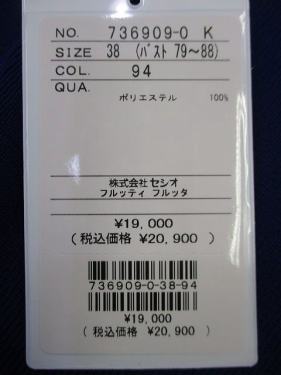 NO. 736909-0 K
SIZE 38 (バスト 79～88)
COL. 94
QUA.
ポリエステル 100%
株式会社 セシオ
フルッティ フルッタ
¥19,000
(税込価格 ¥20,900 )
736909-0-38-94
¥19,000
(税込価格 ¥20,900 )